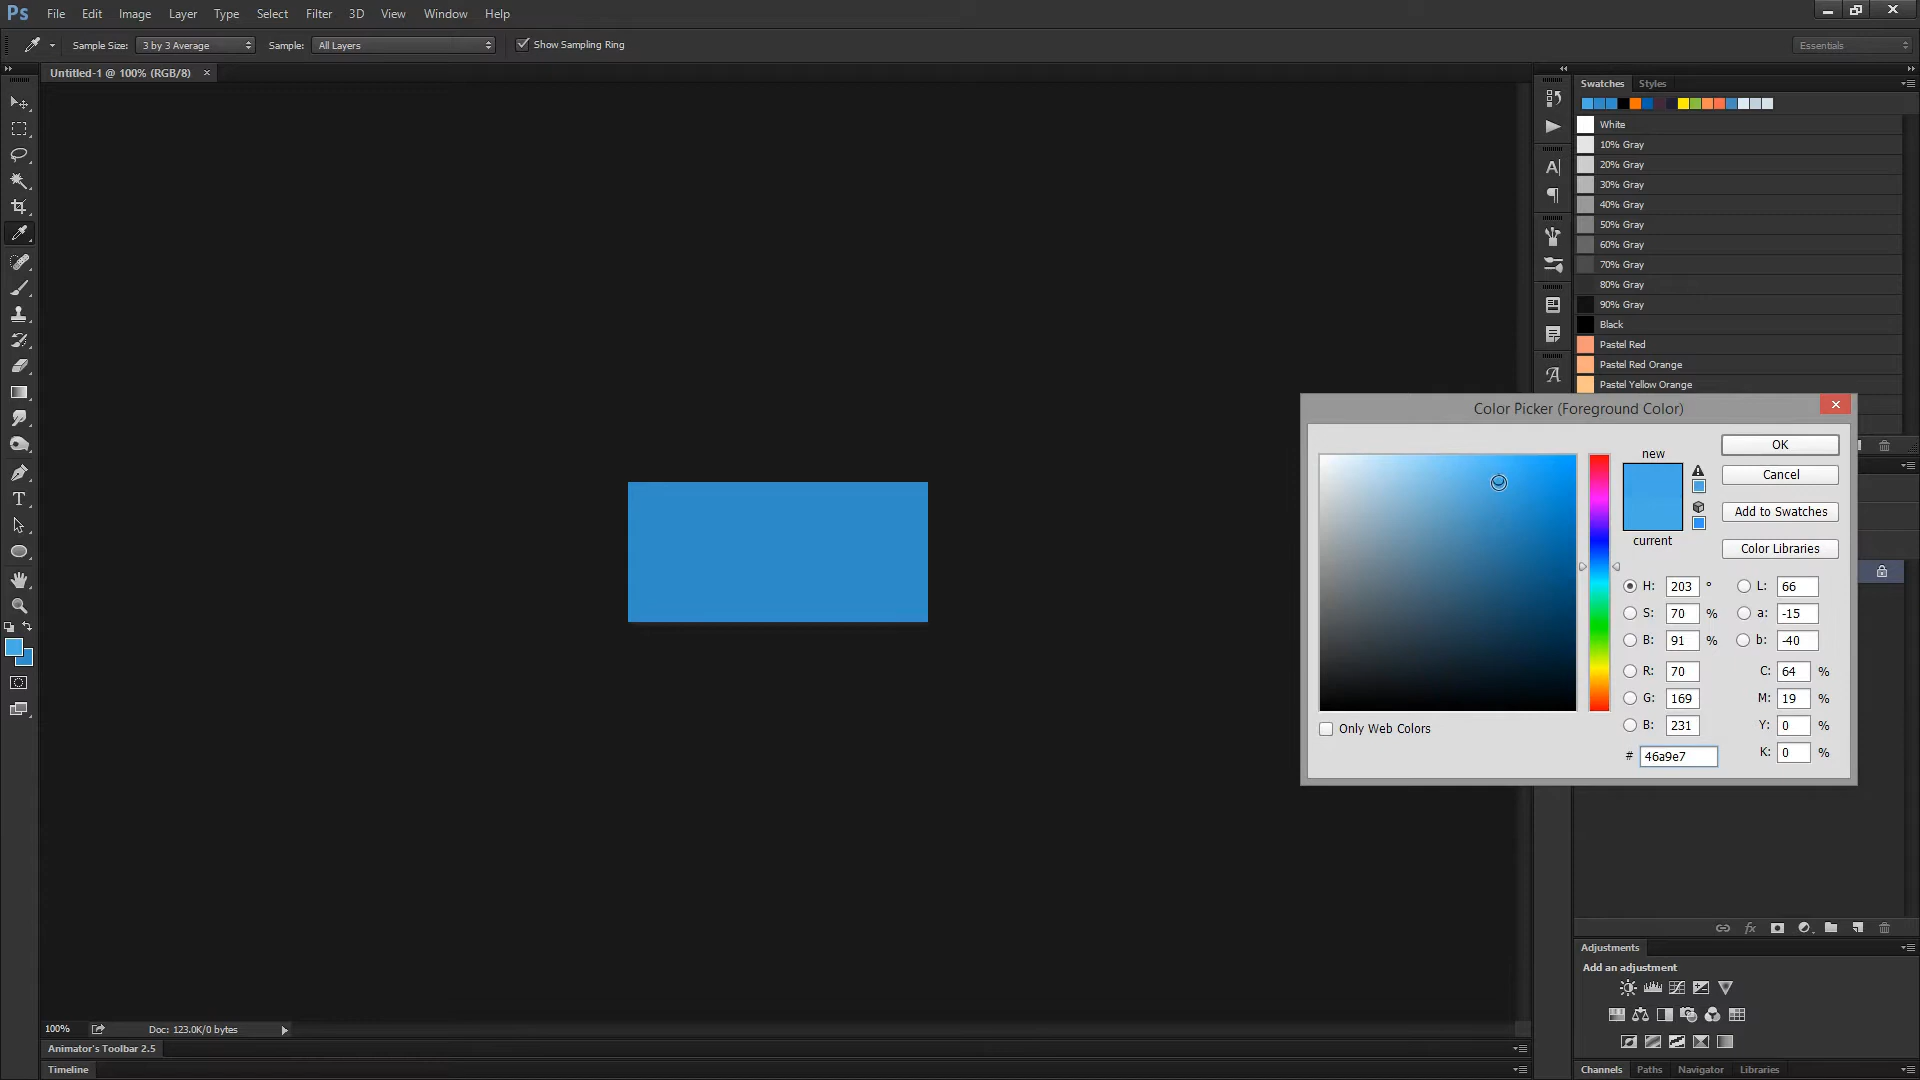 Ps File Edit Image Layer Type Select Filter 3D View Window Help
Sample Size: 3 by 3 Average Sample: All Layers Show Sampling Ring Essentials
Untitled-1 @ 100% (RGB/8) ×
Swatches Styles
White
10% Gray
20% Gray
30% Gray
40% Gray
50% Gray
60% Gray
70% Gray
80% Gray
90% Gray
Black
Pastel Red
Pastel Red Orange
Pastel Yellow Orange
Color Picker (Foreground Color)
new
current
OK
Cancel
Add to Swatches
Color Libraries
H: 203 ° L: 66
S: 70 % a: -15
B: 91 % b: -40
R: 70 C: 64 %
G: 169 M: 19 %
B: 231 Y: 0 %
# 46a9e7 K: 0 %
Only Web Colors
Adjustments
Add an adjustment
100% Doc: 123.0K/0 bytes
Animator's Toolbar 2.5
Timeline
Channels Paths Navigator Libraries